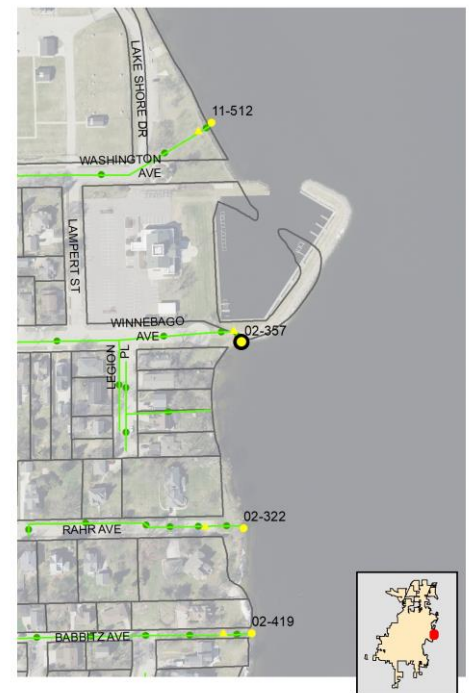 LAKE SHORE DR
11-512
WASHINGTON
AVE
LAMPERT ST
WINNEBAGO
AVE
02-357
LEGION
PL
02-322
RAHR AVE
02-419
BABBITZ AVE